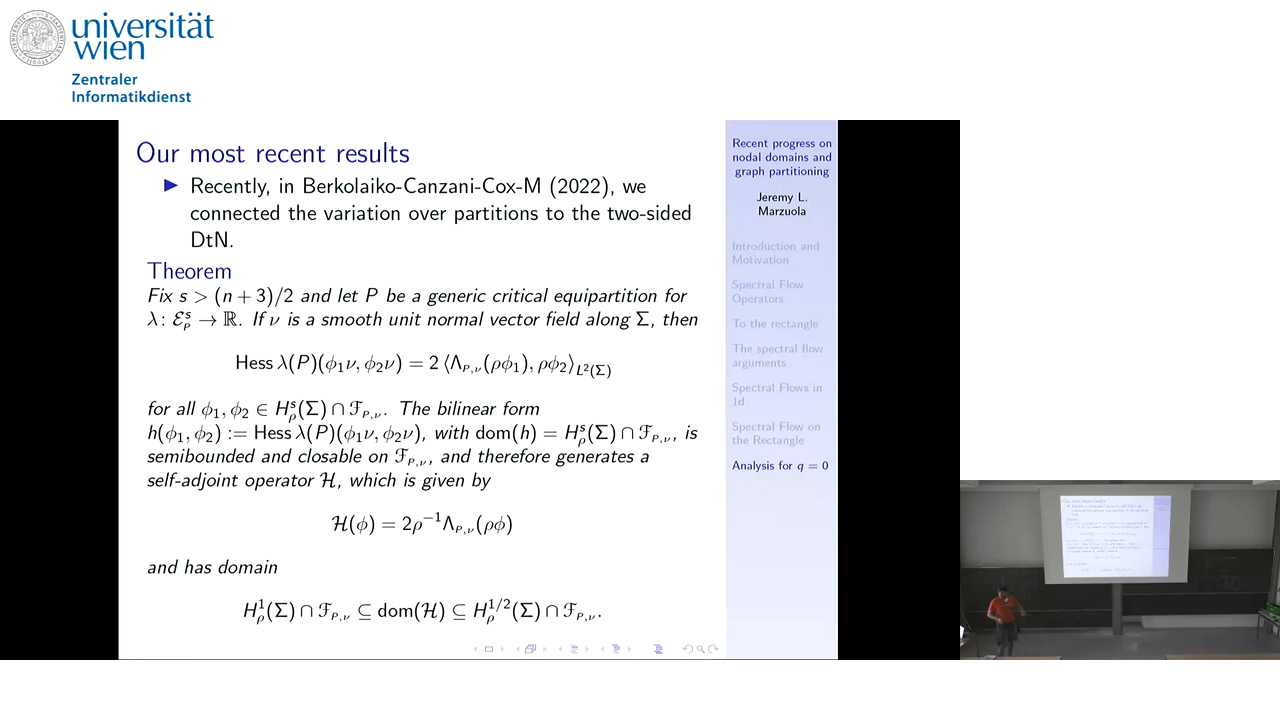 universität
wien
Zentraler
Informatikdienst
Our most recent results
▶ Recently, in Berkolaiko-Canzani-Cox-M (2022), we
connected the variation over partitions to the two-sided
DtN.
Theorem
Fix s > (n + 3)/2 and let P be a generic critical equipartition for
λ: ℰ_P^s → ℝ. If ν is a smooth unit normal vector field along Σ, then
Hess λ(P)(ϕ₁ν, ϕ₂ν) = 2 ⟨Λ_{P,ν}(ρϕ₁), ρϕ₂⟩_{L²(Σ)}
for all ϕ₁, ϕ₂ ∈ H_ρ^s(Σ) ∩ ℱ_{P,ν}. The bilinear form
h(ϕ₁, ϕ₂) := Hess λ(P)(ϕ₁ν, ϕ₂ν), with dom(h) = H_ρ^s(Σ) ∩ ℱ_{P,ν}, is
semibounded and closable on ℱ_{P,ν}, and therefore generates a
self-adjoint operator ℋ, which is given by
ℋ(ϕ) = 2ρ⁻¹Λ_{P,ν}(ρϕ)
and has domain
H_ρ^1(Σ) ∩ ℱ_{P,ν} ⊆ dom(ℋ) ⊆ H_ρ^{1/2}(Σ) ∩ ℱ_{P,ν}.
Recent progress on
nodal domains and
graph partitioning
Jeremy L.
Marzuola
Introduction and
Motivation
Spectral Flow
Operators
To the rectangle
The spectral flow
arguments
Spectral Flows in
1d
Spectral Flow on
the Rectangle
Analysis for q = 0